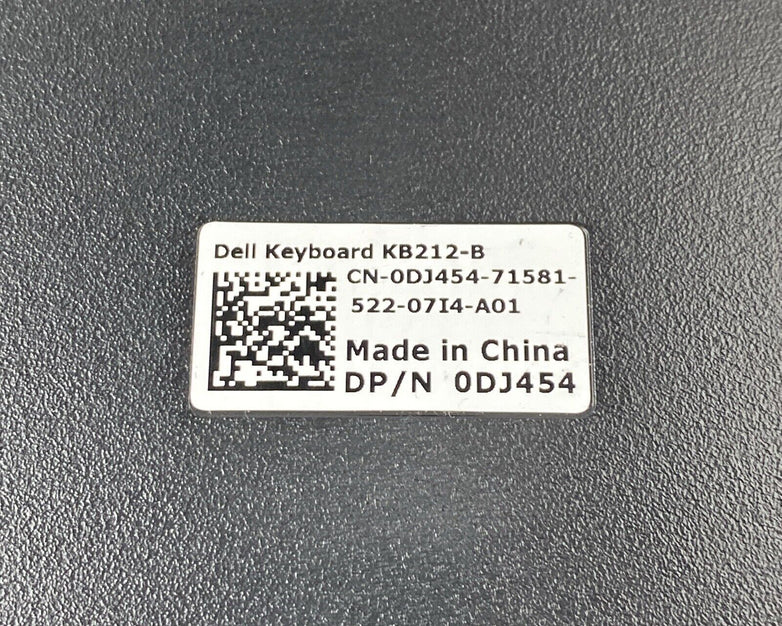 Dell Keyboard KB212-B
CN-0DJ454-71581-
522-07I4-A01
Made in China
DP/N 0DJ454